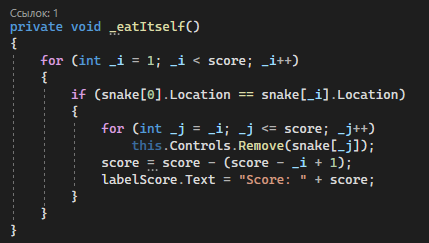 Ссылок: 1
private void _eatItself()
{
for (int _i = 1; _i < score; _i++)
{
if (snake[0].Location == snake[_i].Location)
{
for (int _j = _i; _j <= score; _j++)
this.Controls.Remove(snake[_j]);
score = score - (score - _i + 1);
labelScore.Text = "Score: " + score;
}
}
}